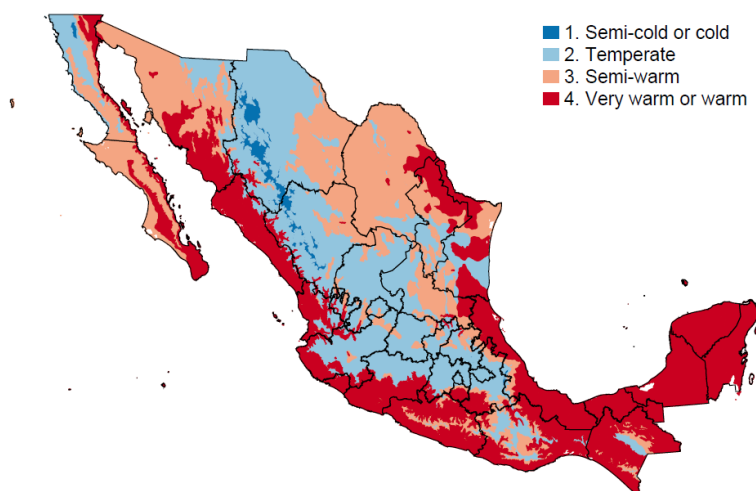 1. Semi-cold or cold
2. Temperate
3. Semi-warm
4. Very warm or warm